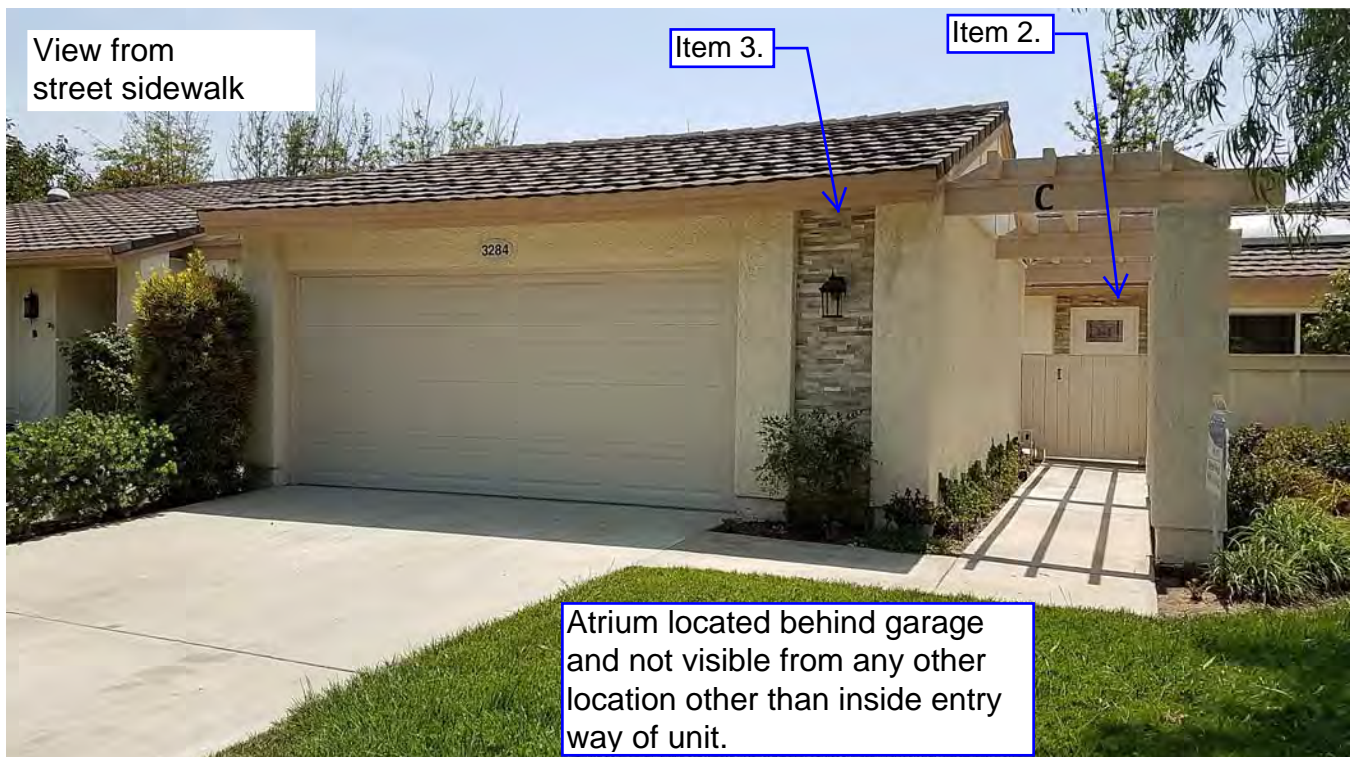 View from
street sidewalk
Item 3.
Item 2.
C
3284
Atrium located behind garage
and not visible from any other
location other than inside entry
way of unit.